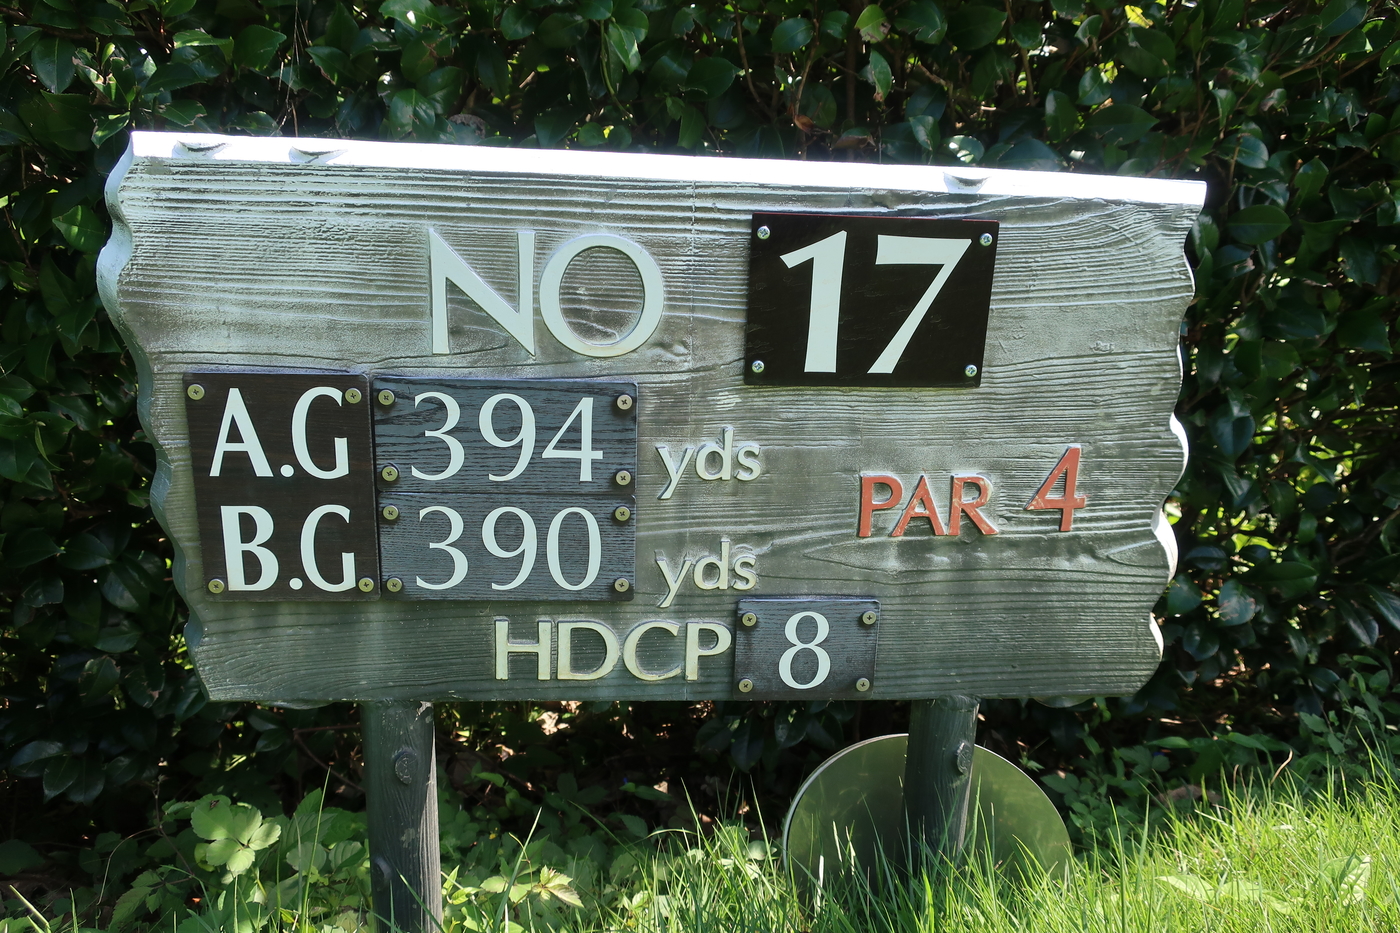 NO 17
A.G 394 yds
PAR 4
B.G 390 yds
HDCP 8